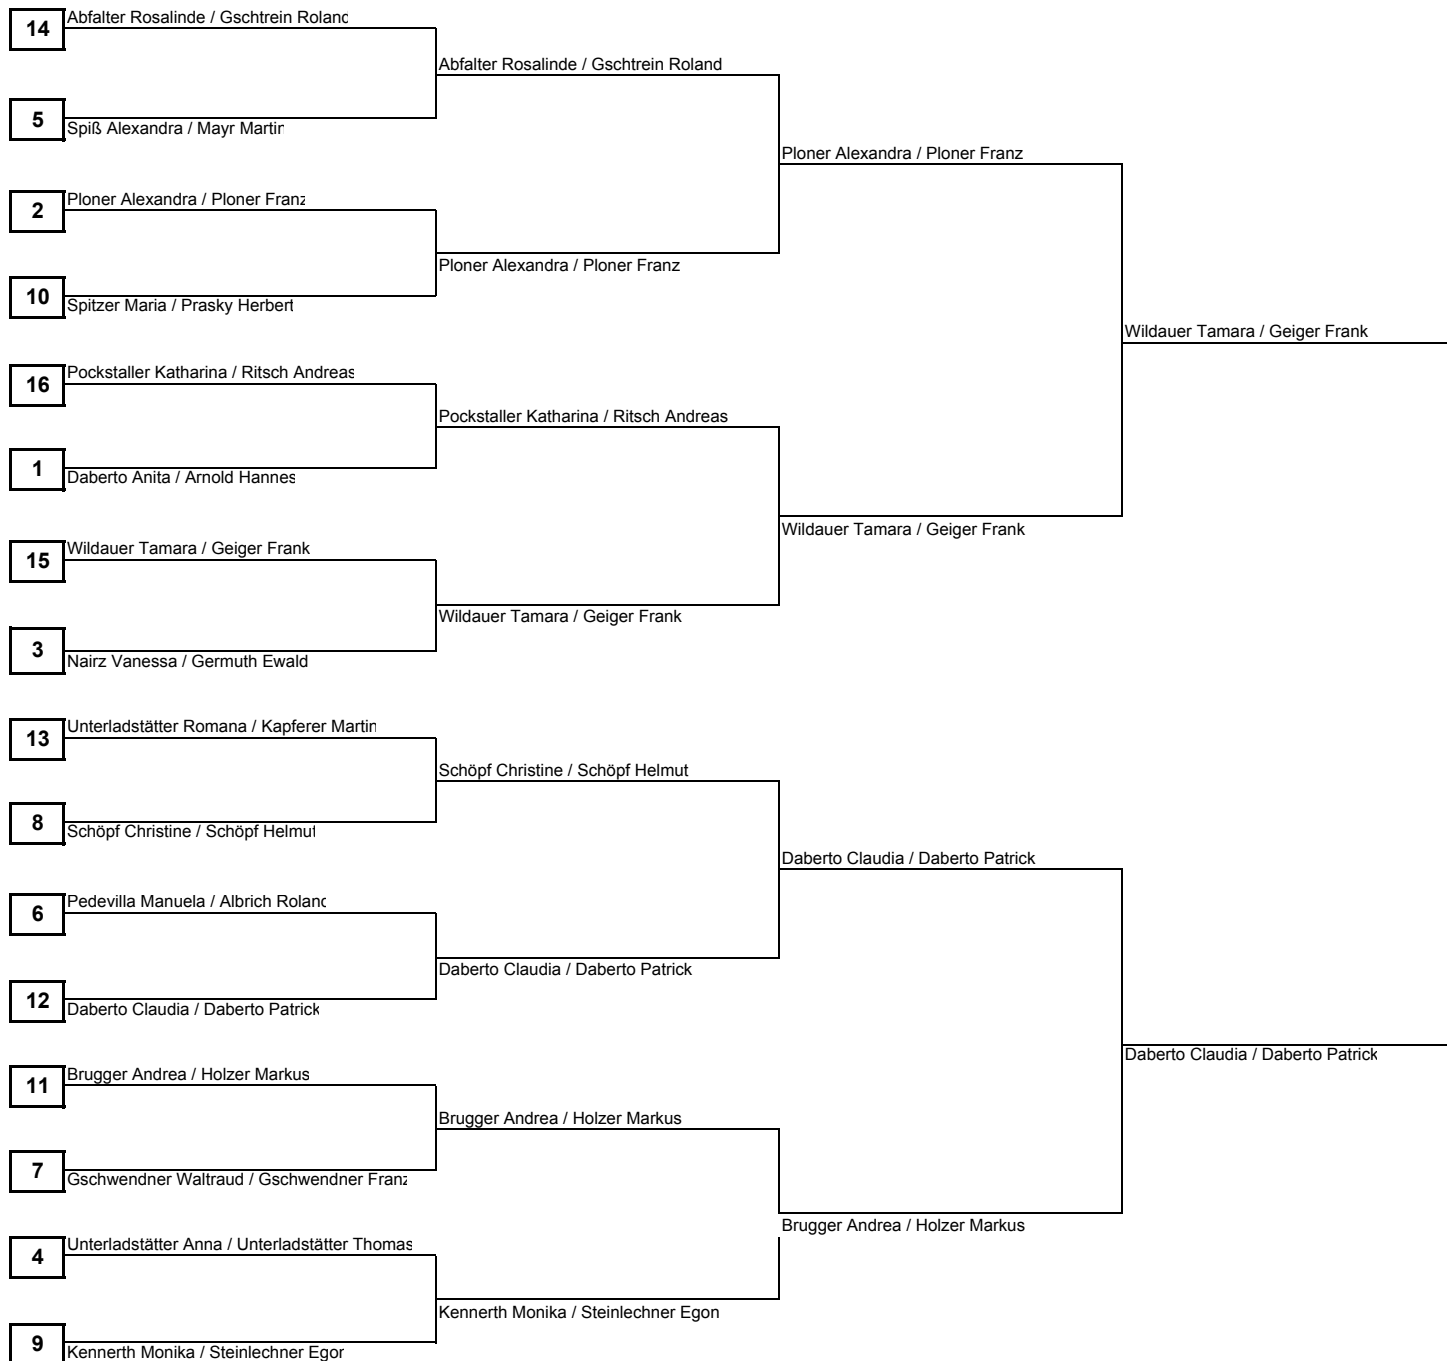 14
Abfalter Rosalinde / Gschtrein Roland
Abfalter Rosalinde / Gschtrein Roland
5
Spiß Alexandra / Mayr Martin
Ploner Alexandra / Ploner Franz
2
Ploner Alexandra / Ploner Franz
Ploner Alexandra / Ploner Franz
10
Spitzer Maria / Prasky Herbert
Wildauer Tamara / Geiger Frank
16
Pockstaller Katharina / Ritsch Andreas
Pockstaller Katharina / Ritsch Andreas
1
Daberto Anita / Arnold Hannes
Wildauer Tamara / Geiger Frank
15
Wildauer Tamara / Geiger Frank
Wildauer Tamara / Geiger Frank
3
Nairz Vanessa / Germuth Ewald
13
Unterladstätter Romana / Kapferer Martin
Schöpf Christine / Schöpf Helmut
8
Schöpf Christine / Schöpf Helmut
Daberto Claudia / Daberto Patrick
6
Pedevilla Manuela / Albrich Roland
Daberto Claudia / Daberto Patrick
12
Daberto Claudia / Daberto Patrick
Daberto Claudia / Daberto Patrick
11
Brugger Andrea / Holzer Markus
Brugger Andrea / Holzer Markus
7
Gschwendner Waltraud / Gschwendner Franz
Brugger Andrea / Holzer Markus
4
Unterladstätter Anna / Unterladstätter Thomas
Kennerth Monika / Steinlechner Egon
9
Kennerth Monika / Steinlechner Egon